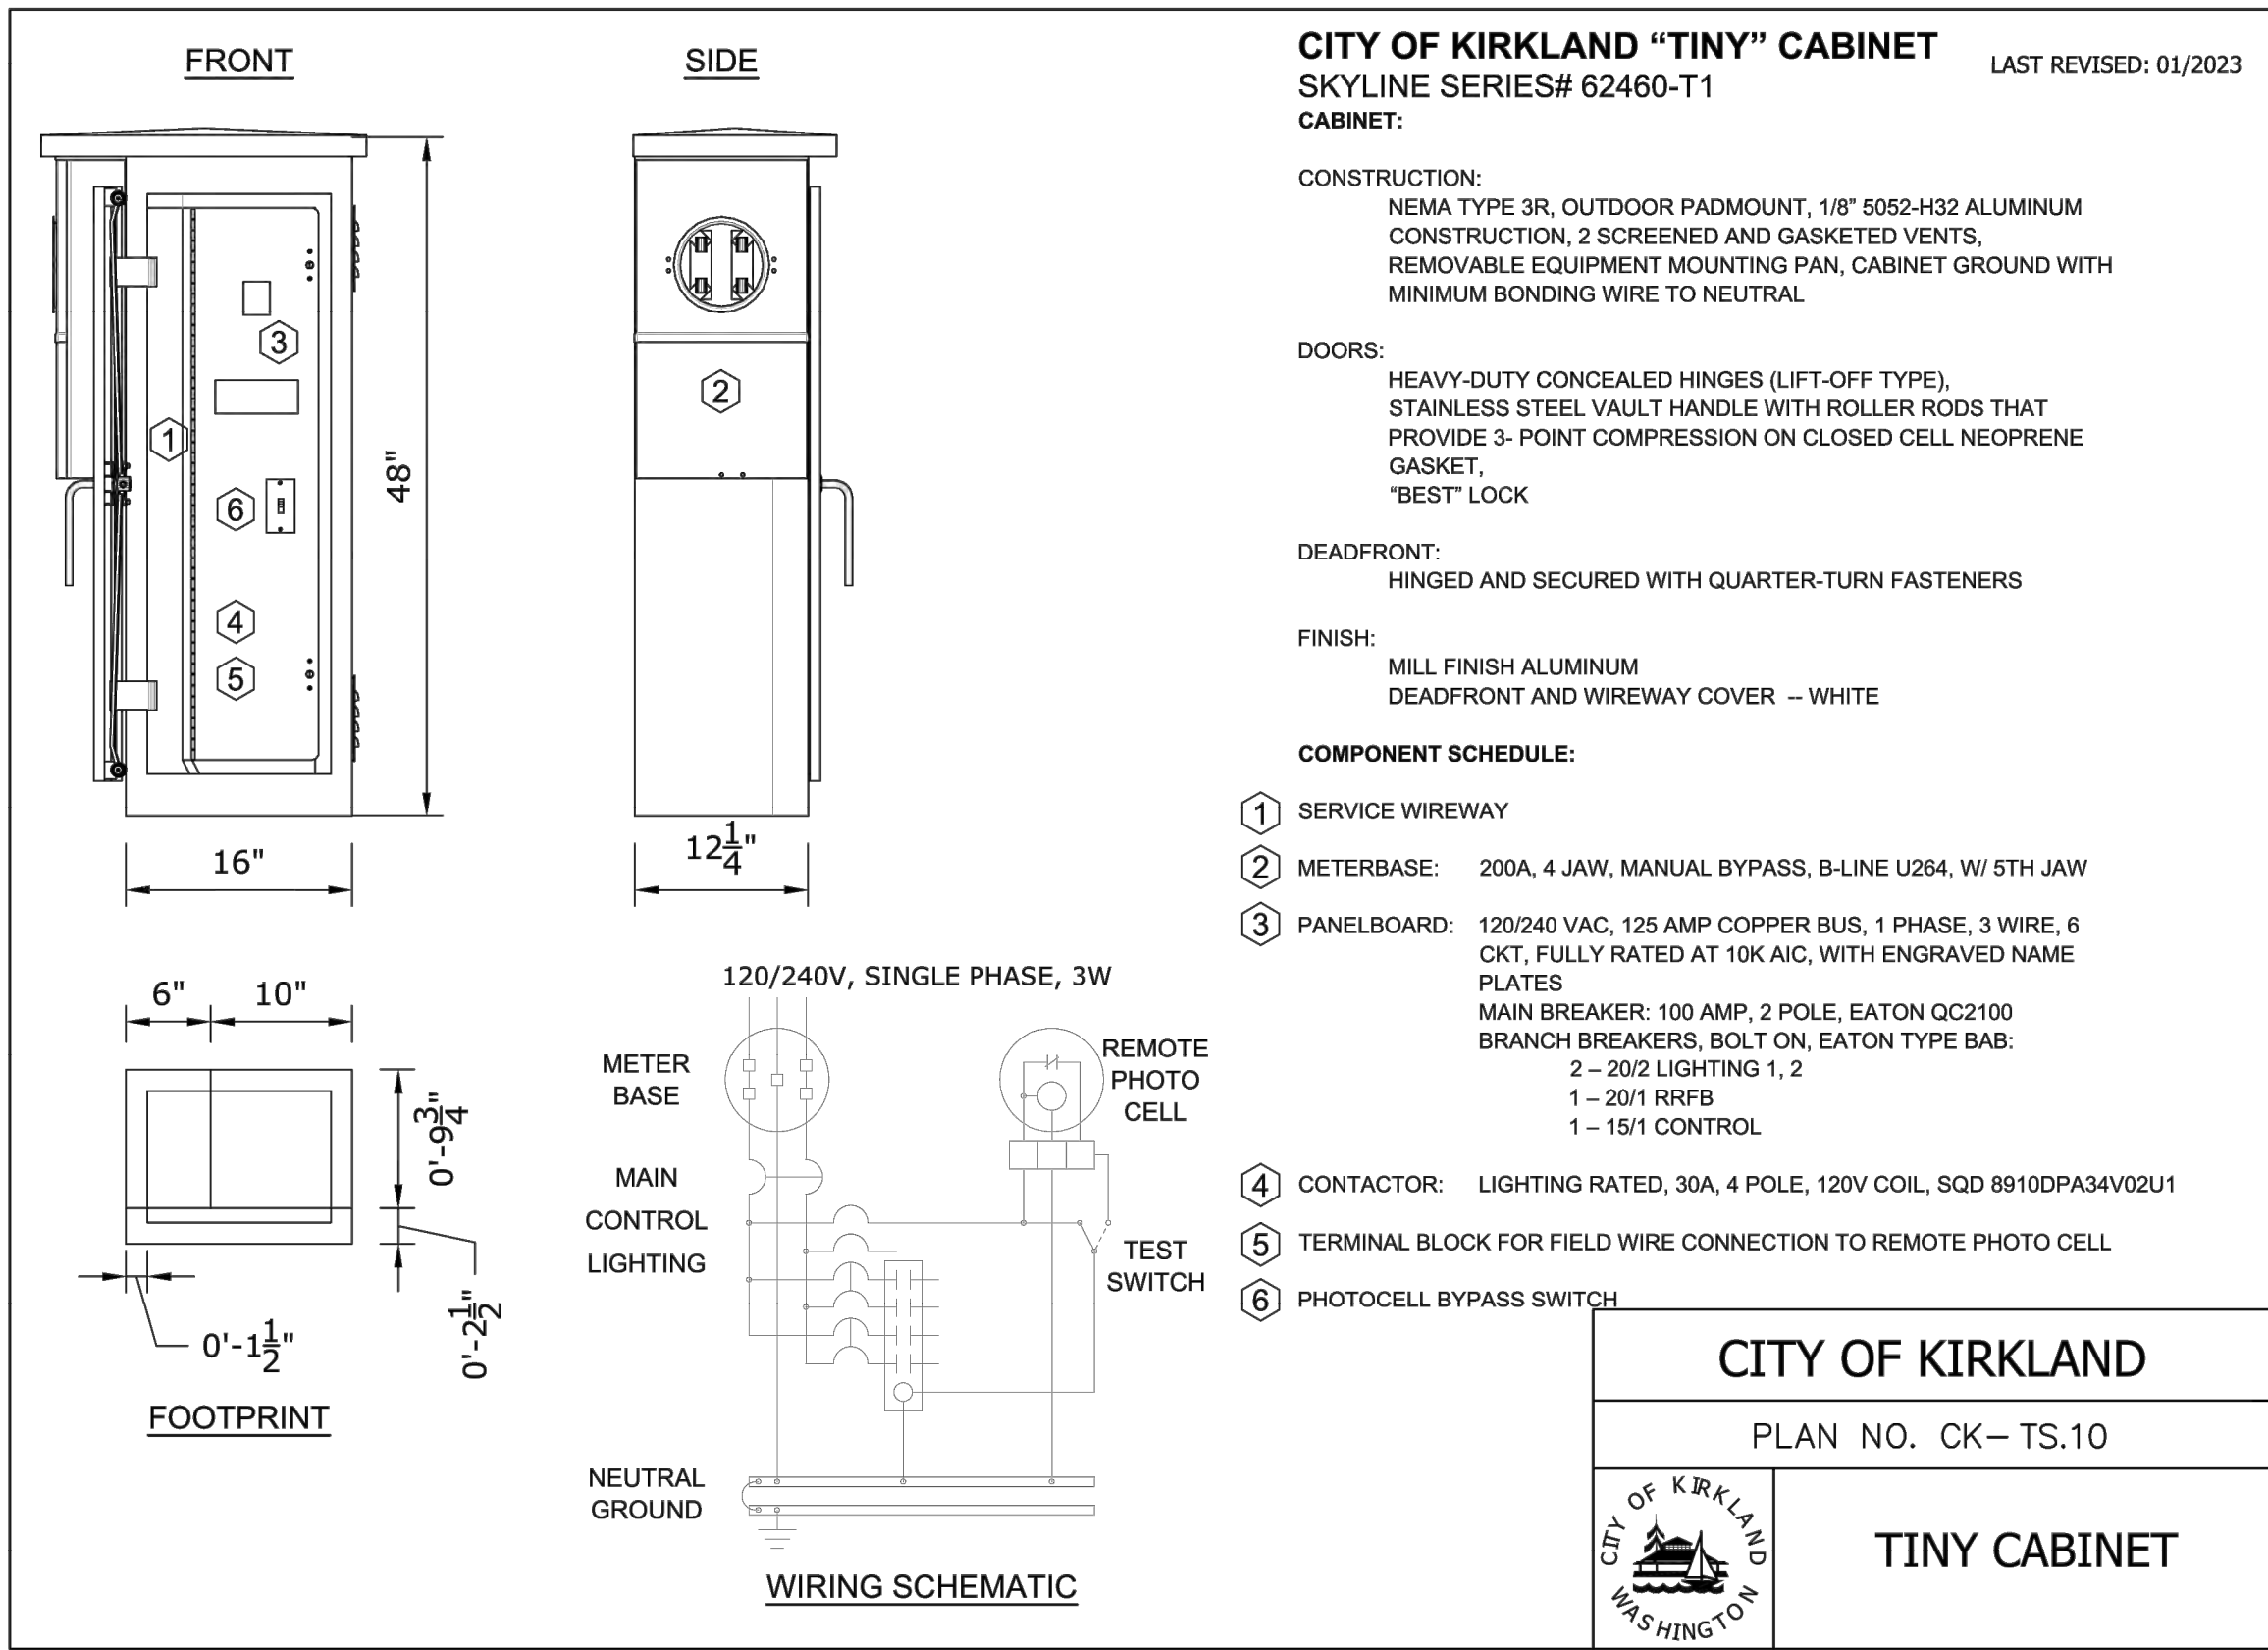 FRONT
SIDE
CITY OF KIRKLAND “TINY” CABINET
LAST REVISED: 01/2023
SKYLINE SERIES# 62460-T1
CABINET:
CONSTRUCTION:
NEMA TYPE 3R, OUTDOOR PADMOUNT, 1/8” 5052-H32 ALUMINUM
CONSTRUCTION, 2 SCREENED AND GASKETED VENTS,
REMOVABLE EQUIPMENT MOUNTING PAN, CABINET GROUND WITH
MINIMUM BONDING WIRE TO NEUTRAL
DOORS:
HEAVY-DUTY CONCEALED HINGES (LIFT-OFF TYPE),
STAINLESS STEEL VAULT HANDLE WITH ROLLER RODS THAT
PROVIDE 3- POINT COMPRESSION ON CLOSED CELL NEOPRENE
GASKET,
“BEST” LOCK
DEADFRONT:
HINGED AND SECURED WITH QUARTER-TURN FASTENERS
FINISH:
MILL FINISH ALUMINUM
DEADFRONT AND WIREWAY COVER -- WHITE
COMPONENT SCHEDULE:
1 SERVICE WIREWAY
2 METERBASE: 200A, 4 JAW, MANUAL BYPASS, B-LINE U264, W/ 5TH JAW
3 PANELBOARD: 120/240 VAC, 125 AMP COPPER BUS, 1 PHASE, 3 WIRE, 6
CKT, FULLY RATED AT 10K AIC, WITH ENGRAVED NAME
PLATES
MAIN BREAKER: 100 AMP, 2 POLE, EATON QC2100
BRANCH BREAKERS, BOLT ON, EATON TYPE BAB:
2 – 20/2 LIGHTING 1, 2
1 – 20/1 RRFB
1 – 15/1 CONTROL
4 CONTACTOR: LIGHTING RATED, 30A, 4 POLE, 120V COIL, SQD 8910DPA34V02U1
5 TERMINAL BLOCK FOR FIELD WIRE CONNECTION TO REMOTE PHOTO CELL
6 PHOTOCELL BYPASS SWITCH
3
1
6
4
5
48"
16"
2
12 1/4"
6"
10"
0'-9 3/4"
0'-2 1/2"
0'-1 1/2"
FOOTPRINT
120/240V, SINGLE PHASE, 3W
METER
BASE
REMOTE
PHOTO
CELL
MAIN
CONTROL
LIGHTING
TEST
SWITCH
NEUTRAL
GROUND
WIRING SCHEMATIC
CITY OF KIRKLAND
PLAN NO. CK-TS.10
CITY OF KIRKLAND
WASHINGTON
TINY CABINET